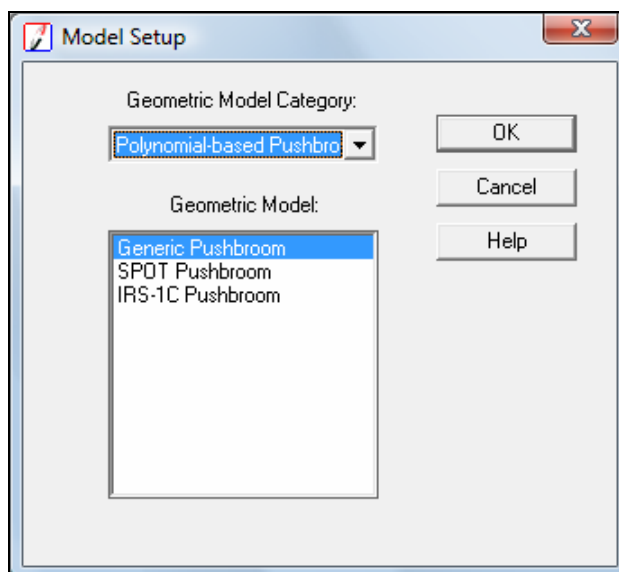 Model Setup
Geometric Model Category:
Polynomial-based Pushbro
OK
Cancel
Geometric Model:
Help
Generic Pushbroom
SPOT Pushbroom
IRS-1C Pushbroom